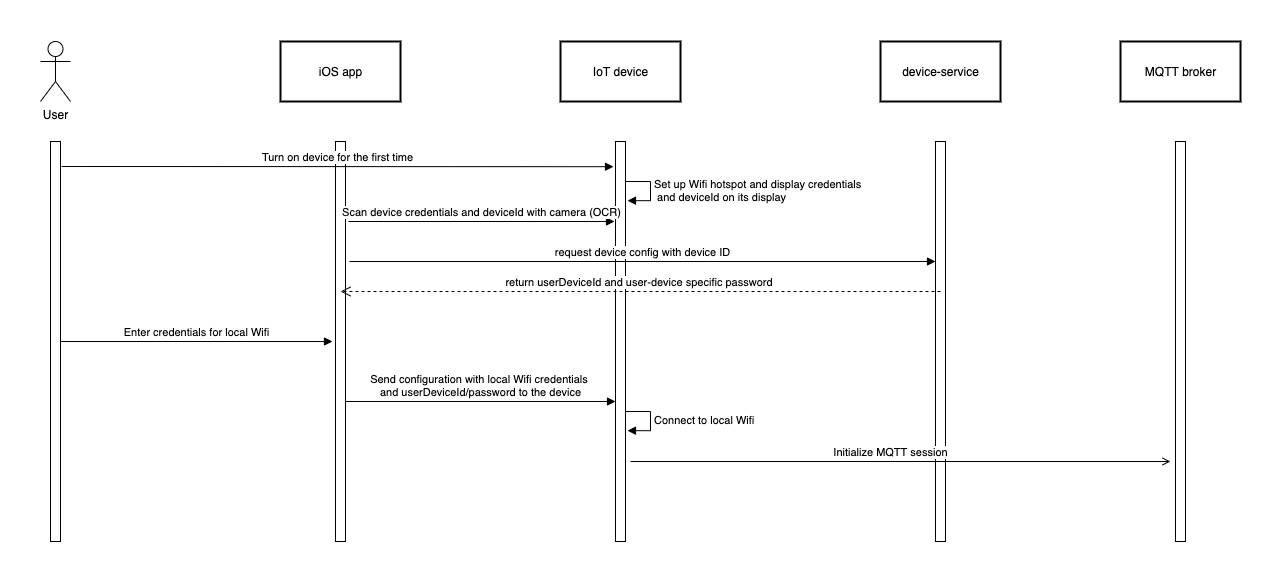 User
iOS app
IoT device
device-service
MQTT broker
Turn on device for the first time
Set up Wifi hotspot and display credentials
and deviceId on its display
Scan device credentials and deviceId with camera (OCR)
request device config with device ID
return userDeviceId and user-device specific password
Enter credentials for local Wifi
Send configuration with local Wifi credentials
and userDeviceId/password to the device
Connect to local Wifi
Initialize MQTT session